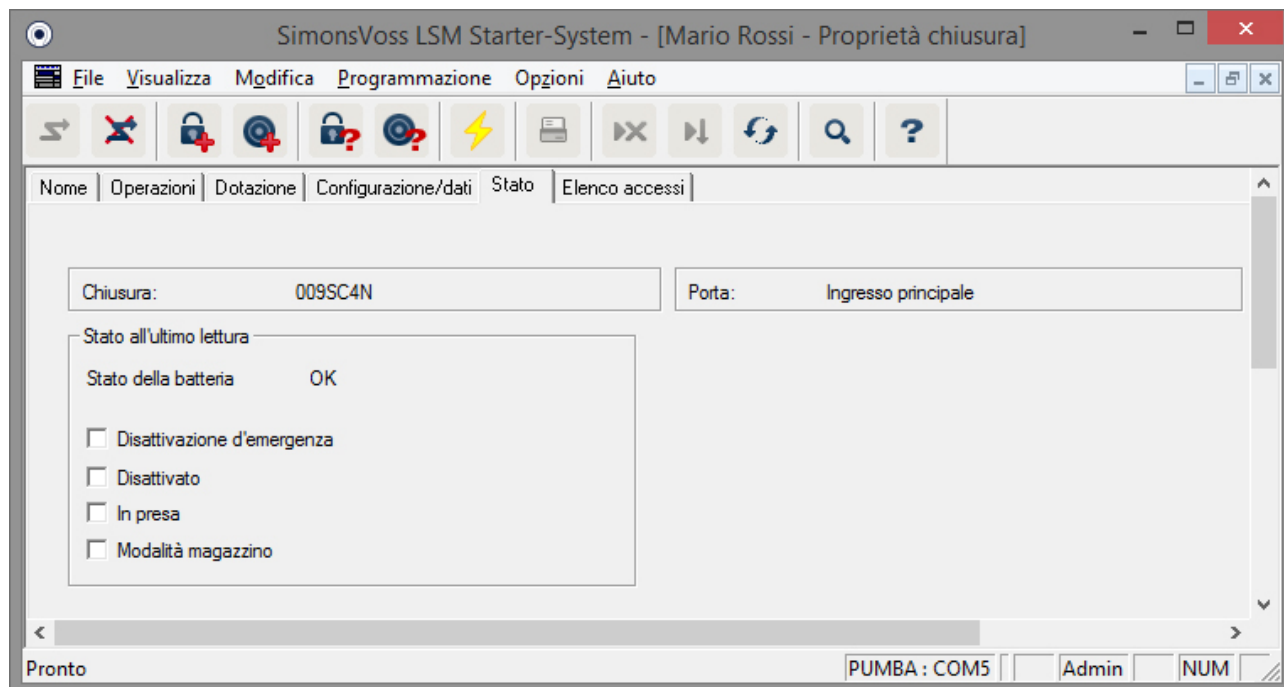 SimonsVoss LSM Starter-System - [Mario Rossi - Proprietà chiusura]
File Visualizza Modifica Programmazione Opzioni Aiuto
Nome Operazioni Dotazione Configurazione/dati Stato Elenco accessi
Chiusura: 009SC4N Porta: Ingresso principale
Stato all'ultimo lettura
Stato della batteria OK
Disattivazione d'emergenza
Disattivato
In presa
Modalità magazzino
Pronto PUMBA : COM5 Admin NUM